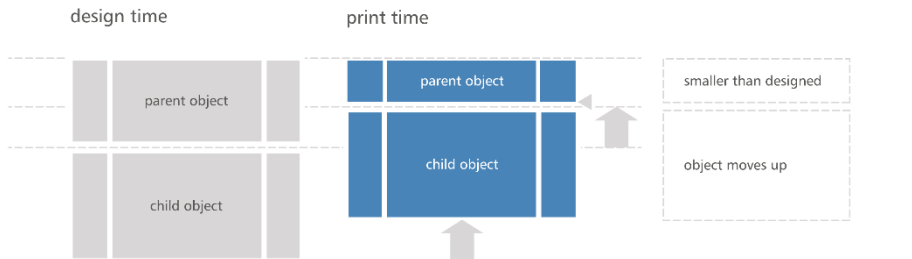 design time
print time
parent object
parent object
smaller than designed
child object
child object
object moves up